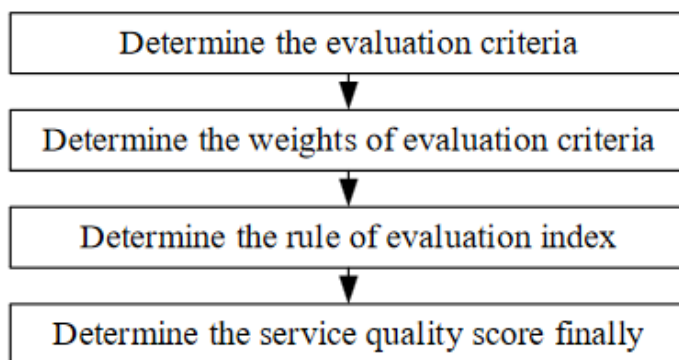 Determine the evaluation criteria
Determine the weights of evaluation criteria
Determine the rule of evaluation index
Determine the service quality score finally